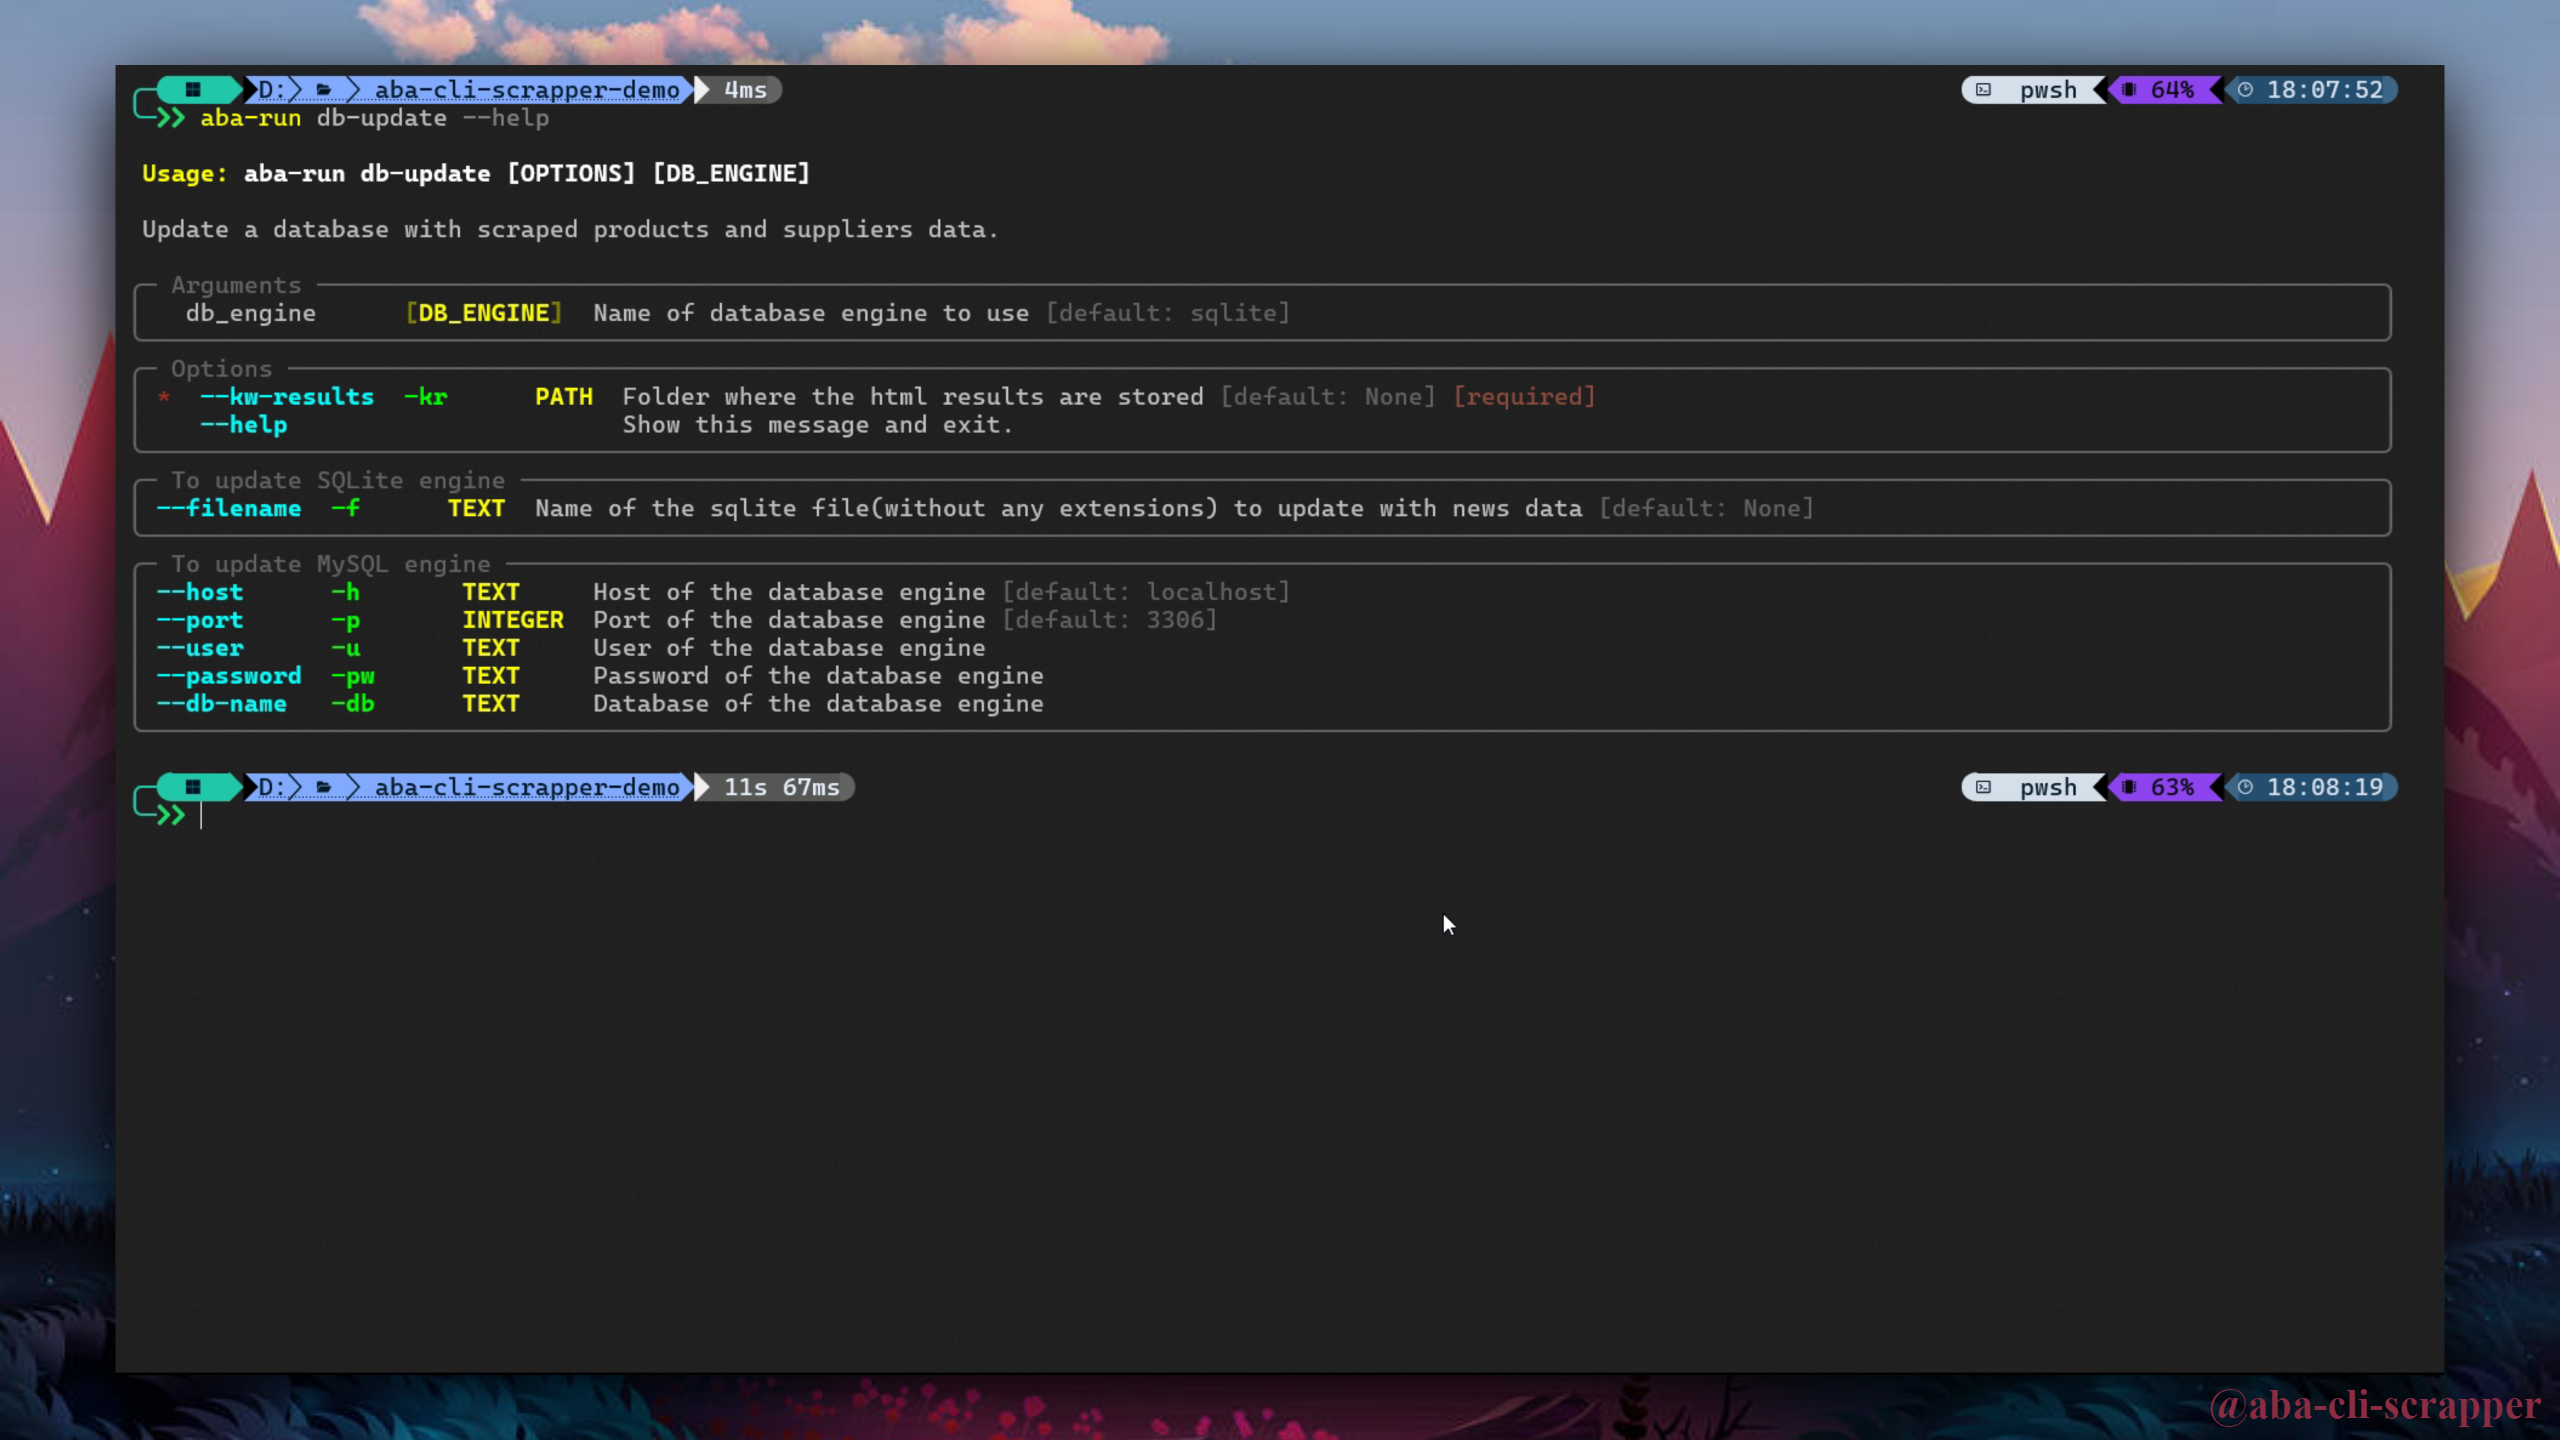 D: aba-cli-scrapper-demo 4ms pwsh 64% 18:07:52
aba-run db-update --help
Usage: aba-run db-update [OPTIONS] [DB_ENGINE]
Update a database with scraped products and suppliers data.
Arguments
db_engine [DB_ENGINE] Name of database engine to use [default: sqlite]
Options
* --kw-results -kr PATH Folder where the html results are stored [default: None] [required]
--help Show this message and exit.
To update SQLite engine
--filename -f TEXT Name of the sqlite file(without any extensions) to update with news data [default: None]
To update MySQL engine
--host -h TEXT Host of the database engine [default: localhost]
--port -p INTEGER Port of the database engine [default: 3306]
--user -u TEXT User of the database engine
--password -pw TEXT Password of the database engine
--db-name -db TEXT Database of the database engine
D: aba-cli-scrapper-demo 11s 67ms pwsh 63% 18:08:19
@aba-cli-scrapper